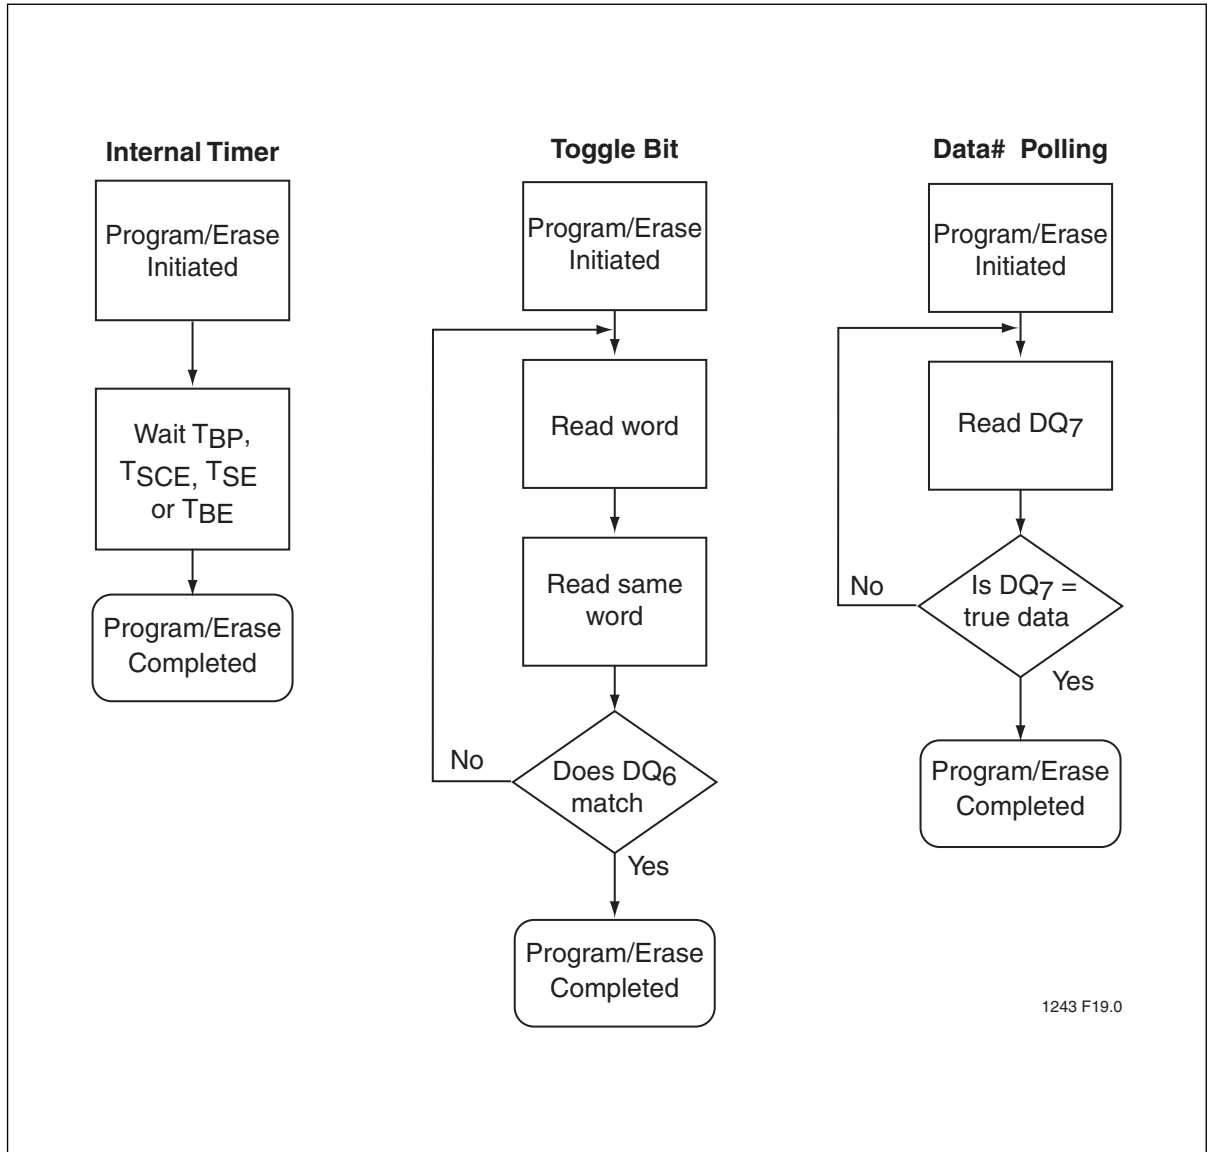 Internal Timer
Program/Erase
Initiated
Wait TBP,
TSCE, TSE
or TBE
Program/Erase
Completed
Toggle Bit
Program/Erase
Initiated
Read word
Read same
word
Does DQ6
match
No
Yes
Program/Erase
Completed
Data# Polling
Program/Erase
Initiated
Read DQ7
Is DQ7 =
true data
No
Yes
Program/Erase
Completed
1243 F19.0